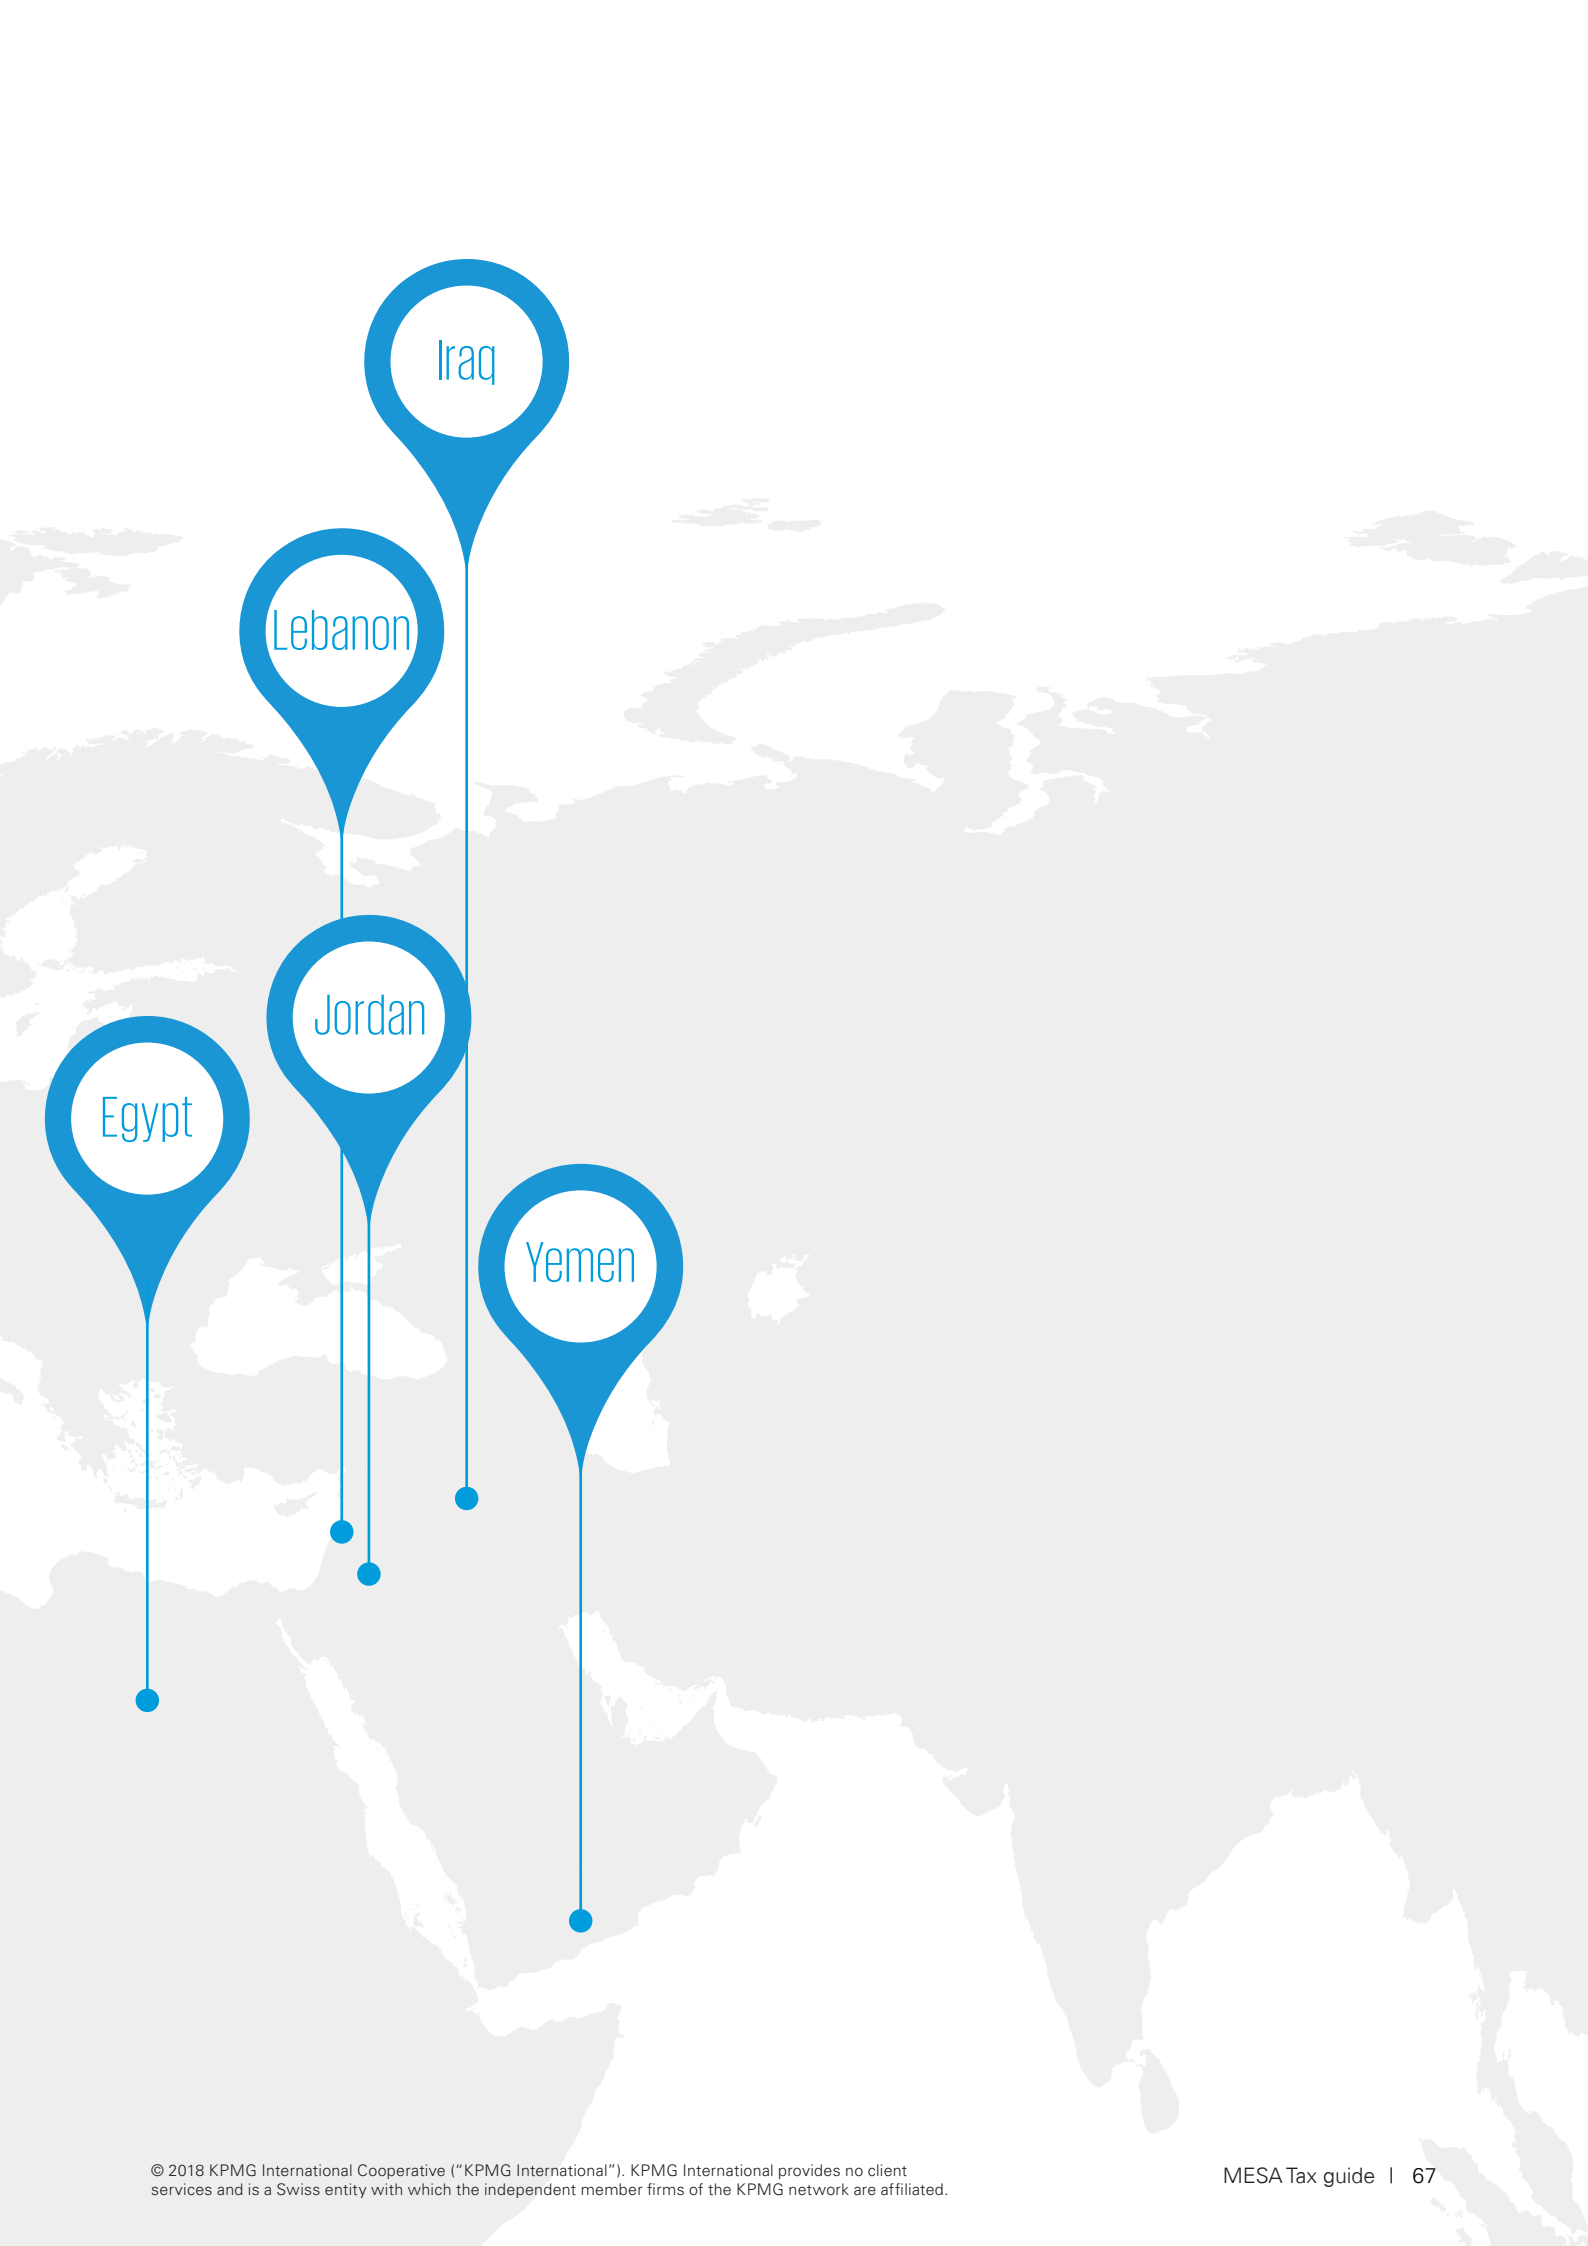 Iraq
Lebanon
Jordan
Egypt
Yemen
© 2018 KPMG International Cooperative (“KPMG International”). KPMG International provides no client
services and is a Swiss entity with which the independent member firms of the KPMG network are affiliated.
MESA Tax guide | 67